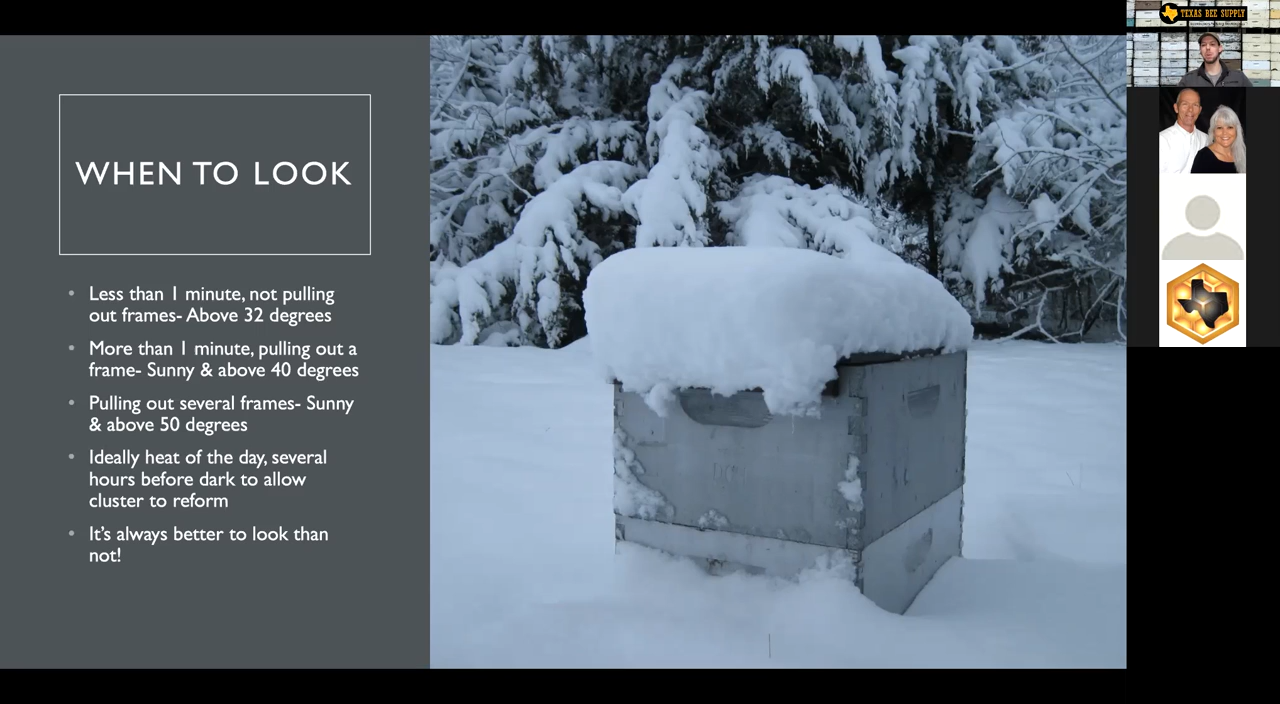 TEXAS BEE SUPPLY
WHEN TO LOOK
• Less than 1 minute, not pulling
out frames- Above 32 degrees
• More than 1 minute, pulling out a
frame- Sunny & above 40 degrees
• Pulling out several frames- Sunny
& above 50 degrees
• Ideally heat of the day, several
hours before dark to allow
cluster to reform
• It's always better to look than
not!